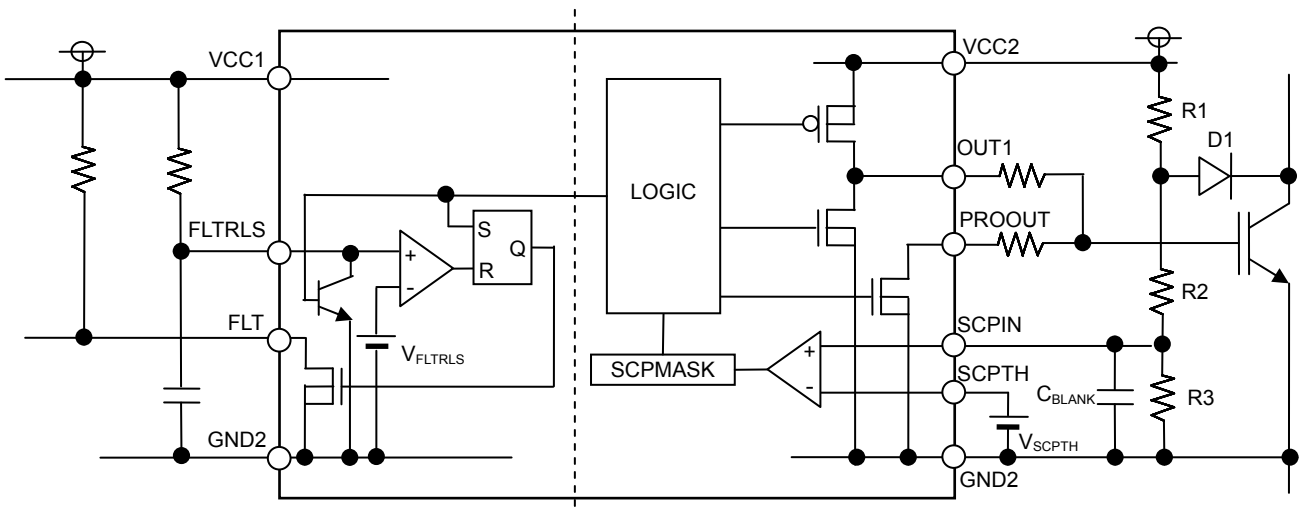 VCC1
VCC2
R1
D1
OUT1
LOGIC
PROOUT
FLTRLS
S
Q
R
+
-
R2
FLT
VFLTRLS
SCPIN
+
-
SCPMASK
SCPTH
CBLANK
R3
GND2
VSCPTH
GND2